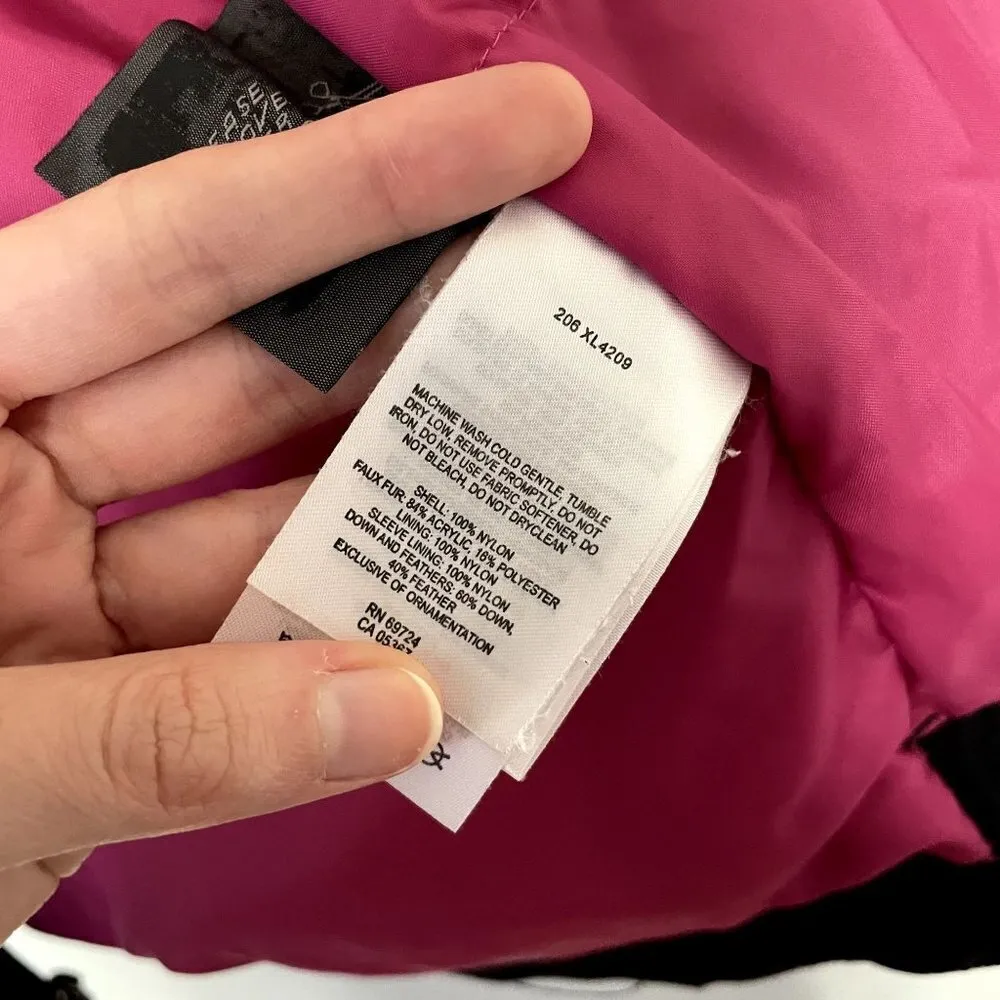 206 XL4209
MACHINE WASH COLD GENTLE, TUMBLE
DRY LOW, REMOVE PROMPTLY, DO NOT
IRON, DO NOT USE FABRIC SOFTENER, DO
NOT BLEACH, DO NOT DRYCLEAN
SHELL: 100% NYLON
FAUX FUR: 84% ACRYLIC, 16% POLYESTER
LINING: 100% NYLON
SLEEVE LINING: 100% NYLON
DOWN AND FEATHERS: 60% DOWN,
40% FEATHER
EXCLUSIVE OF ORNAMENTATION
RN 69724
CA